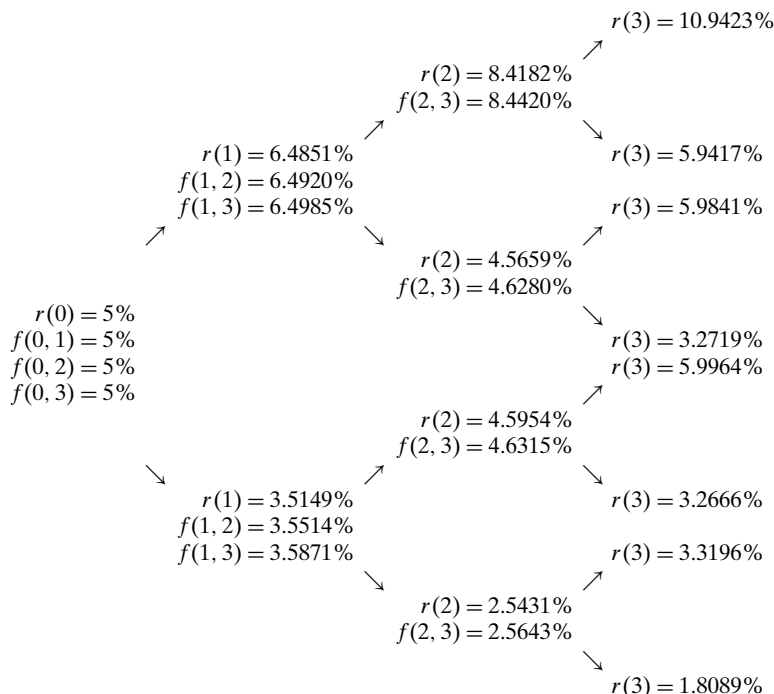 r(3) = 10.9423%
r(2) = 8.4182%
f(2, 3) = 8.4420%
r(1) = 6.4851%
f(1, 2) = 6.4920%
f(1, 3) = 6.4985%
r(3) = 5.9417%
r(3) = 5.9841%
r(2) = 4.5659%
f(2, 3) = 4.6280%
r(0) = 5%
f(0, 1) = 5%
f(0, 2) = 5%
f(0, 3) = 5%
r(3) = 3.2719%
r(3) = 5.9964%
r(2) = 4.5954%
f(2, 3) = 4.6315%
r(1) = 3.5149%
f(1, 2) = 3.5514%
f(1, 3) = 3.5871%
r(3) = 3.2666%
r(3) = 3.3196%
r(2) = 2.5431%
f(2, 3) = 2.5643%
r(3) = 1.8089%